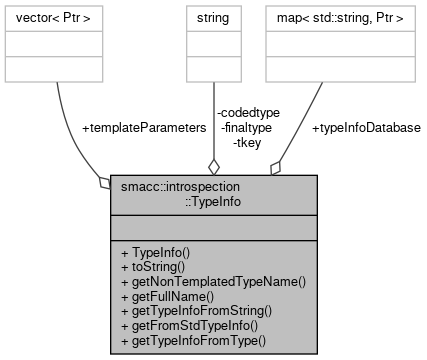 vector< Ptr >
string
map< std::string, Ptr >
+templateParameters
-codedtype
-finaltype
-tkey
+typeInfoDatabase
smacc::introspection
::TypeInfo
+ TypeInfo()
+ toString()
+ getNonTemplatedTypeName()
+ getFullName()
+ getTypeInfoFromString()
+ getFromStdTypeInfo()
+ getTypeInfoFromType()